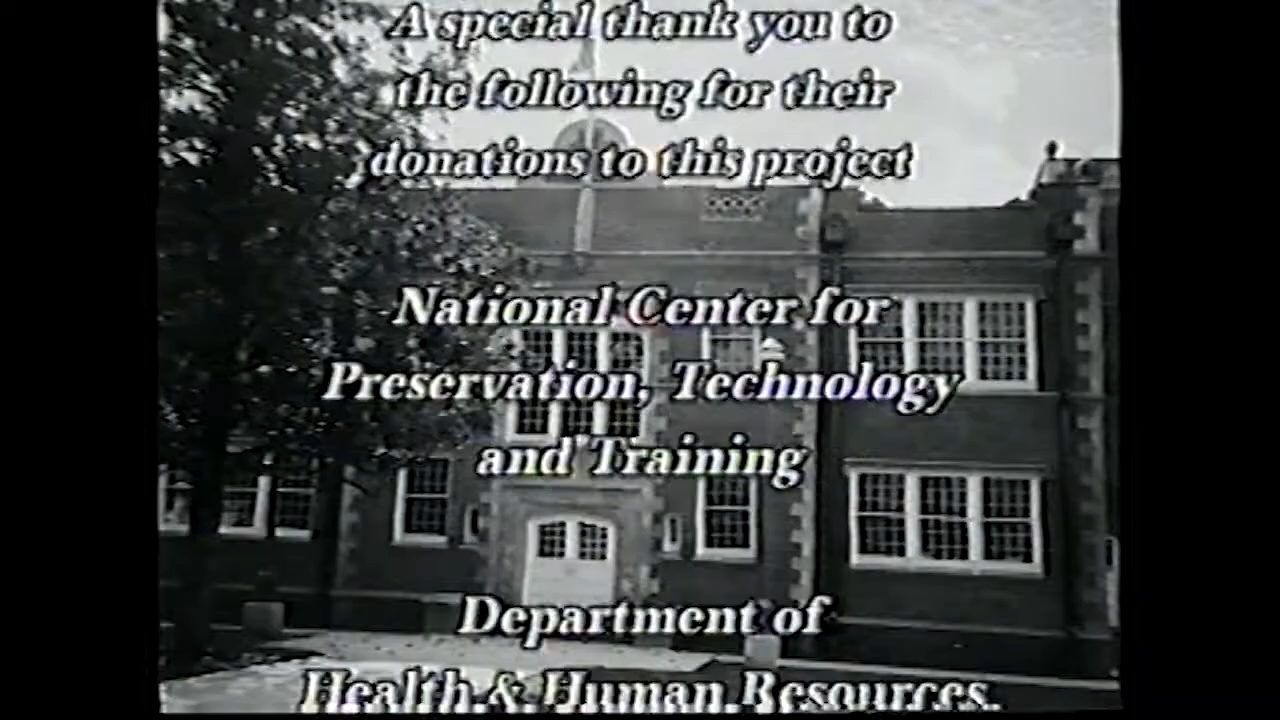 A special thank you to
the following for their
donations to this project
National Center for
Preservation, Technology
and Training
Department of
Health & Human Resources.